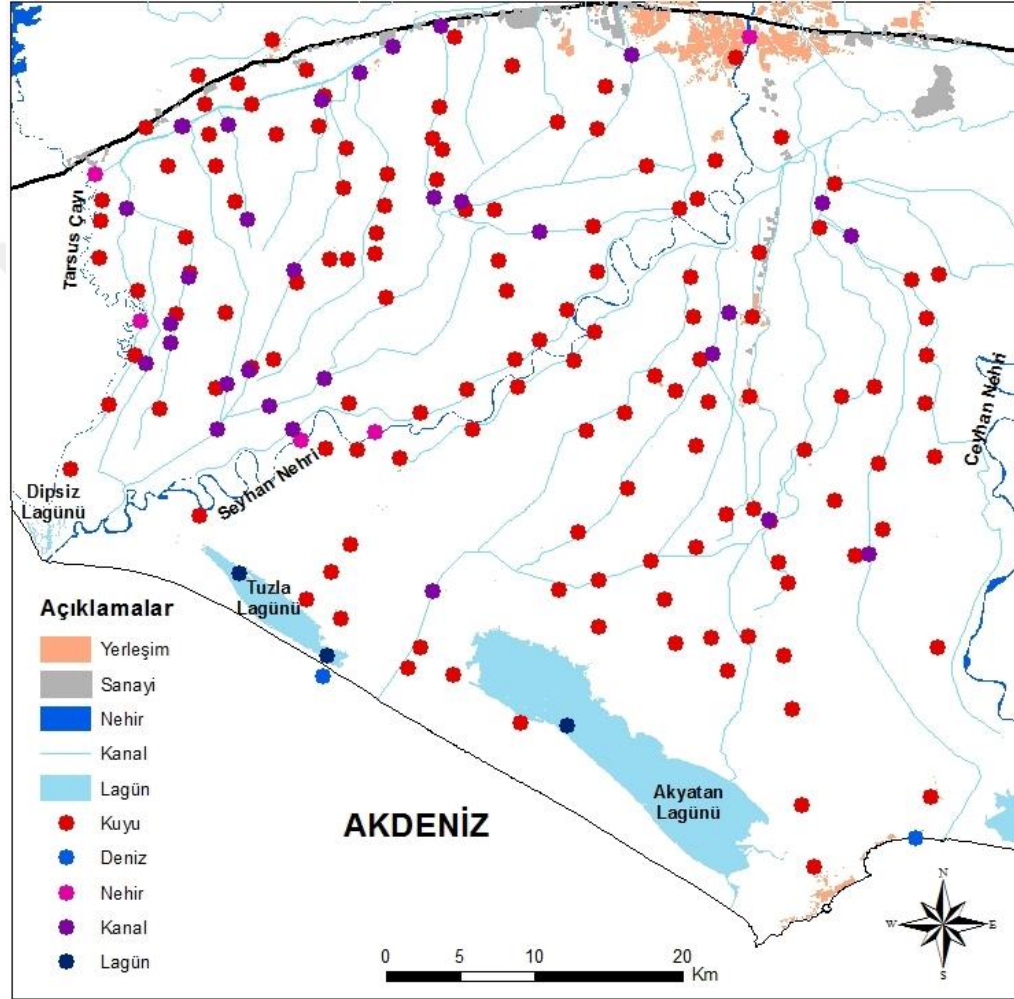 Tarsus Çayı
Ceyhan Nehri
Seyhan Nehri
Dipsiz
Lagünü
Tuzla
Lagünü
Açıklamalar
Yerleşim
Sanayi
Nehir
Kanal
Lagün
Kuyu
Deniz
Nehir
Kanal
Lagün
Akyatan
Lagünü
AKDENİZ
0 5 10 20
Km
N
W E
S